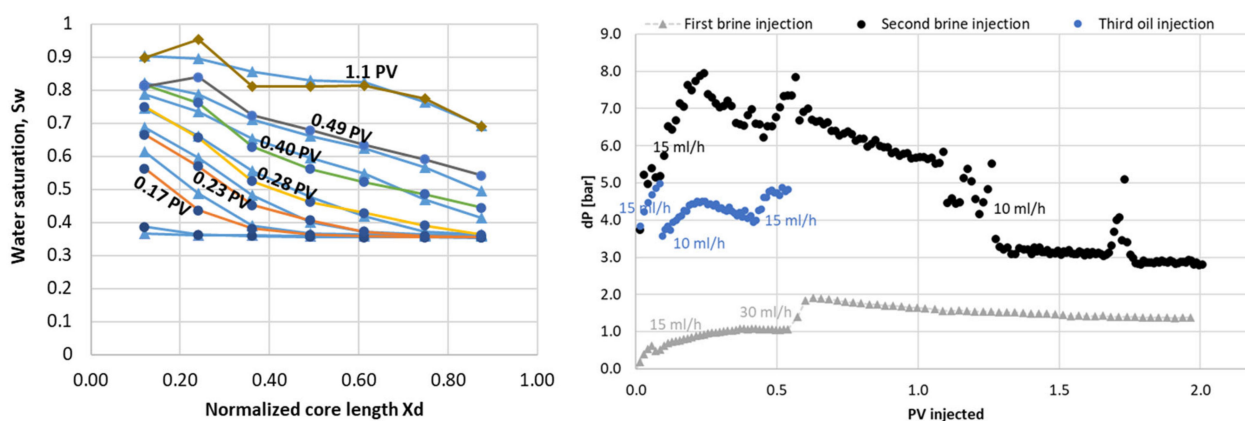 1
0.9
0.8
0.7
0.6
0.5
0.4
0.3
0.2
0.1
0
Water saturation, Sw
1.1 PV
0.49 PV
0.40 PV
0.28 PV
0.23 PV
0.17 PV
0.00 0.20 0.40 0.60 0.80 1.00
Normalized core length Xd
First brine injection Second brine injection Third oil injection
9.0
8.0
7.0
6.0
5.0
4.0
3.0
2.0
1.0
0.0
dP [bar]
15 ml/h
15 ml/h
10 ml/h
15 ml/h
10 ml/h
15 ml/h
30 ml/h
0.0 0.5 1.0 1.5 2.0
PV injected